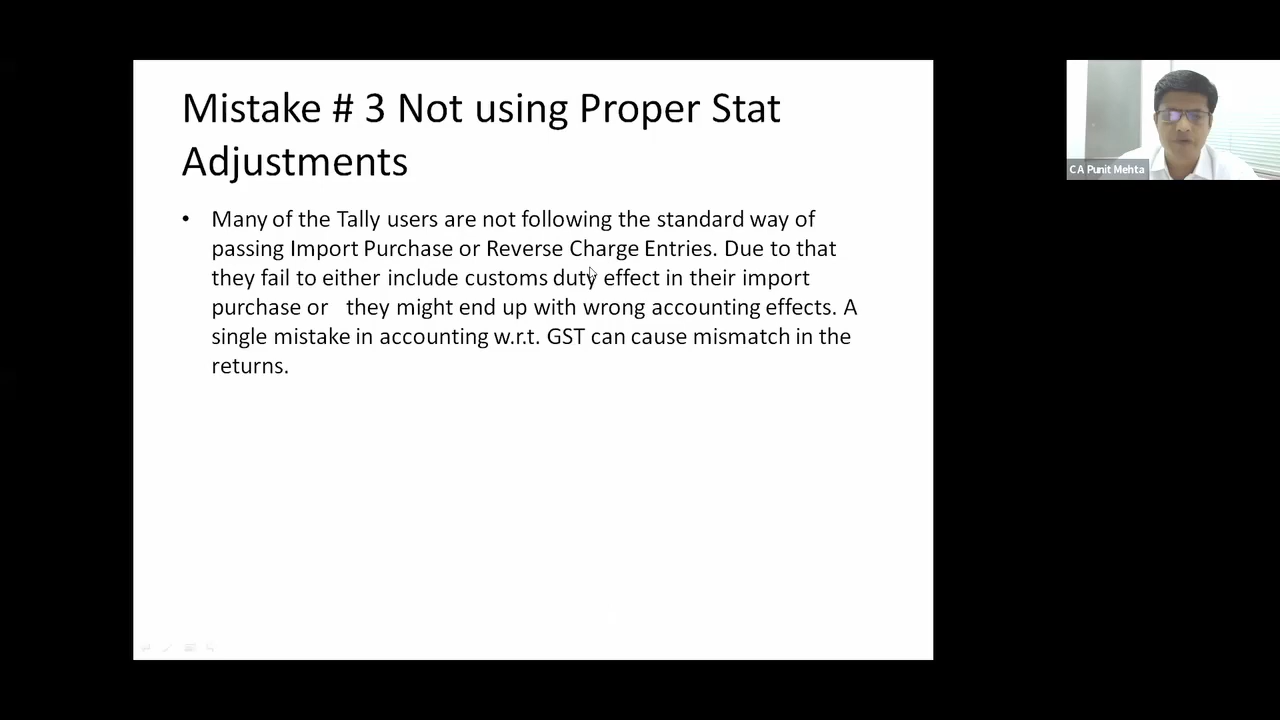 Mistake # 3 Not using Proper Stat
Adjustments
• Many of the Tally users are not following the standard way of
passing Import Purchase or Reverse Charge Entries. Due to that
they fail to either include customs duty effect in their import
purchase or they might end up with wrong accounting effects. A
single mistake in accounting w.r.t. GST can cause mismatch in the
returns.
CA Punit Mehta